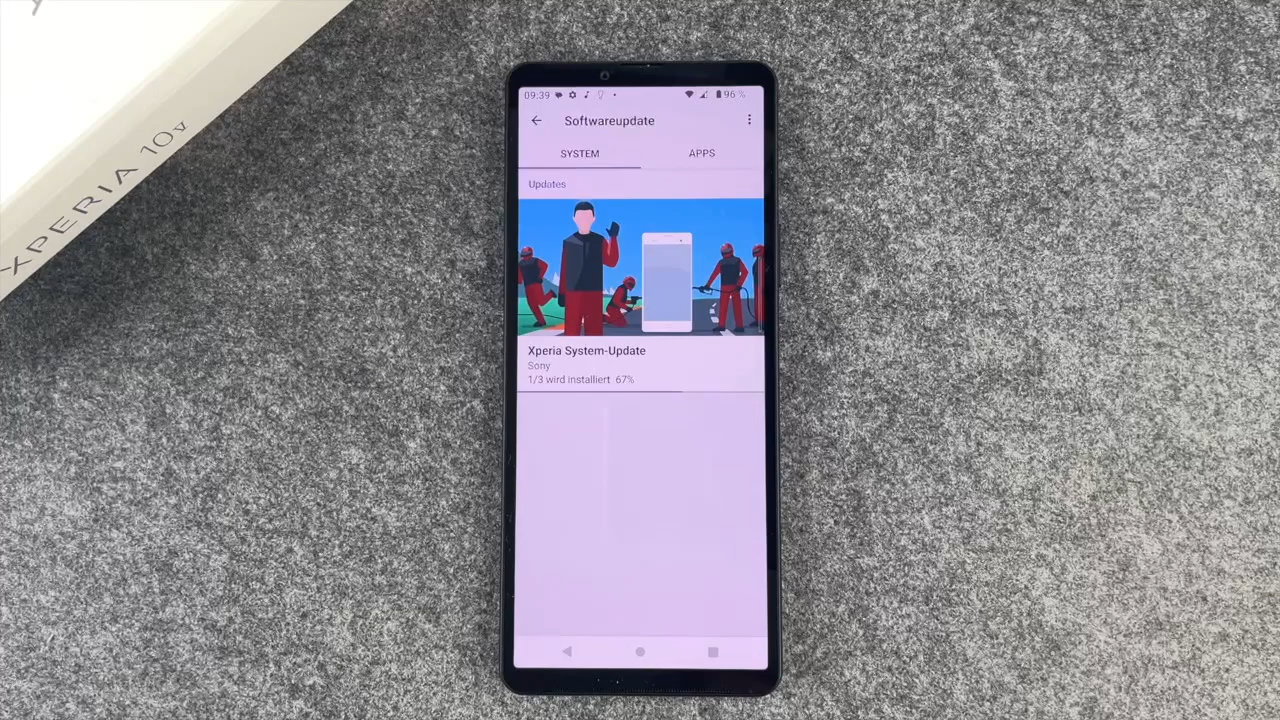 XPERIA 10 V
09:39 96 %
Softwareupdate
SYSTEM APPS
Updates
Xperia System-Update
Sony
1/3 wird installiert 67%